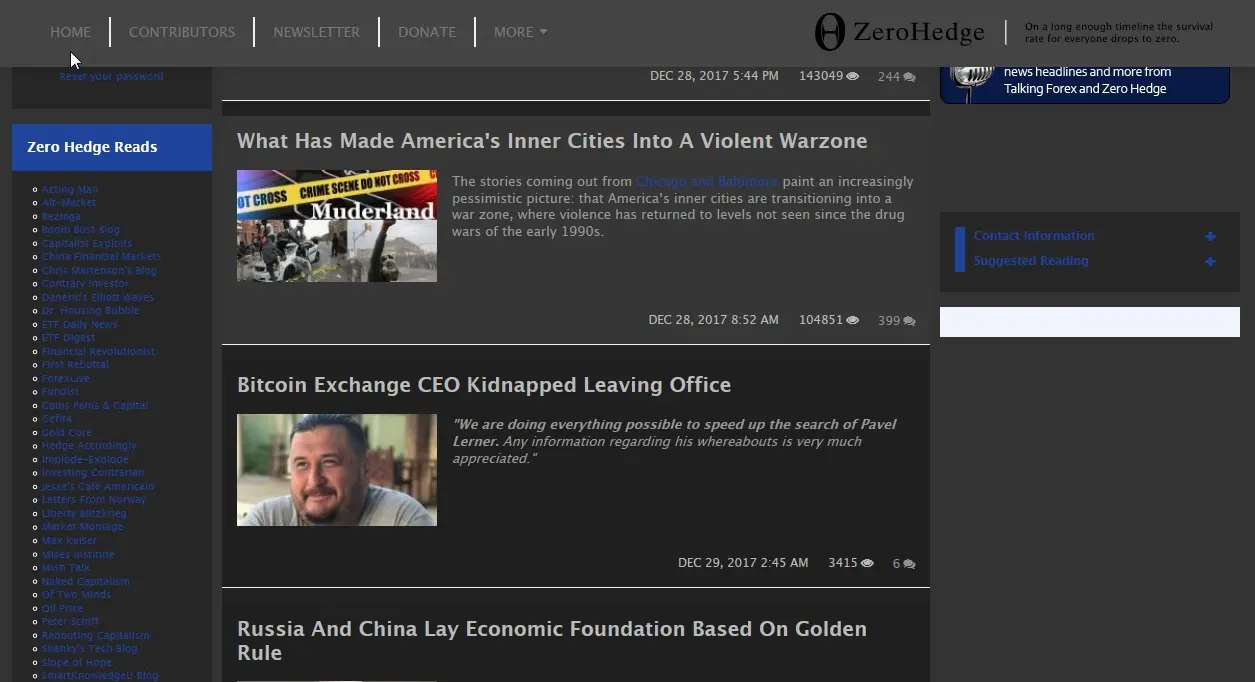 HOME
CONTRIBUTORS
NEWSLETTER
DONATE
MORE
ZeroHedge
On a long enough timeline the survival
rate for everyone drops to zero.
Reset your password
Zero Hedge Reads
Acting Man
Alt-Market
Bezinga
Boom Bust Blog
Capitalist Exploits
China Financial Markets
Chris Martenson's Blog
Contrary Investor
Daneric's Elliott Waves
Dr. Housing Bubble
ETF Daily News
ETF Digest
Financial Revolutionist
First Rebuttal
ForexLive
Fundist
Gains Pains & Capital
Gefira
Gold Core
Hedge Accordingly
Implode-Explode
Investing Contrarian
Jesse's Cafe Americain
Letters From Norway
Liberty Blitzkrieg
Market Montage
Max Keiser
Mises Institute
Mish Talk
Naked Capitalism
Of Two Minds
Oil Price
Peter Schiff
Rebooting Capitalism
Shanky's Tech Blog
Slope of Hope
SmartKnowledgeU Blog
DEC 28, 2017 5:44 PM 143049 244
What Has Made America's Inner Cities Into A Violent Warzone
OT CROSS CRIME SCENE DO NOT CROSS
Muderland
The stories coming out from Chicago and Baltimore paint an increasingly
pessimistic picture: that America's inner cities are transitioning into a
war zone, where violence has returned to levels not seen since the drug
wars of the early 1990s.
DEC 28, 2017 8:52 AM 104851 399
Bitcoin Exchange CEO Kidnapped Leaving Office
"We are doing everything possible to speed up the search of Pavel
Lerner. Any information regarding his whereabouts is very much
appreciated."
DEC 29, 2017 2:45 AM 3415 6
Russia And China Lay Economic Foundation Based On Golden
Rule
news headlines and more from
Talking Forex and Zero Hedge
Contact Information
Suggested Reading